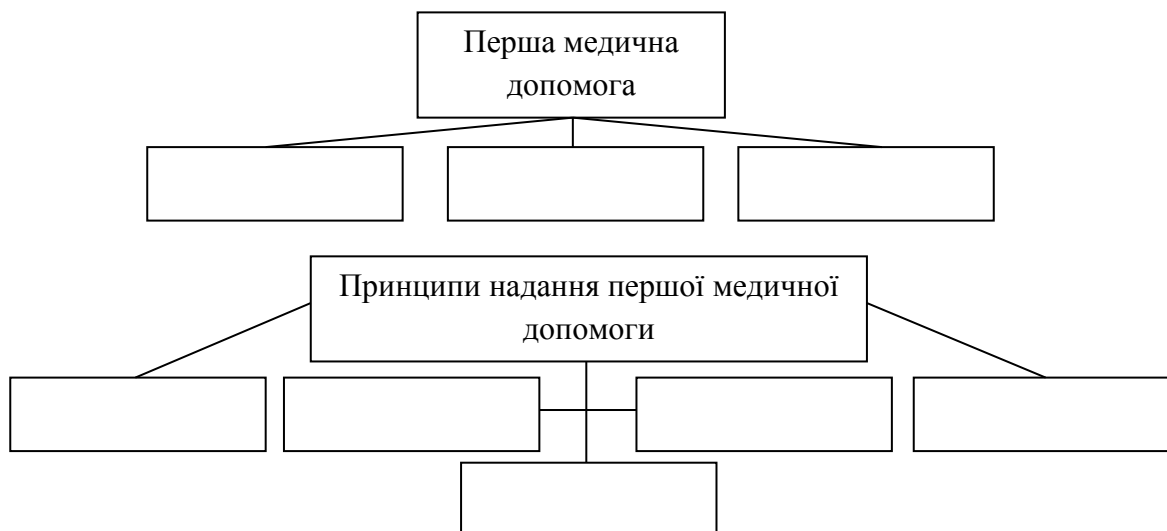 Перша медична
допомога
Принципи надання першої медичної
допомоги